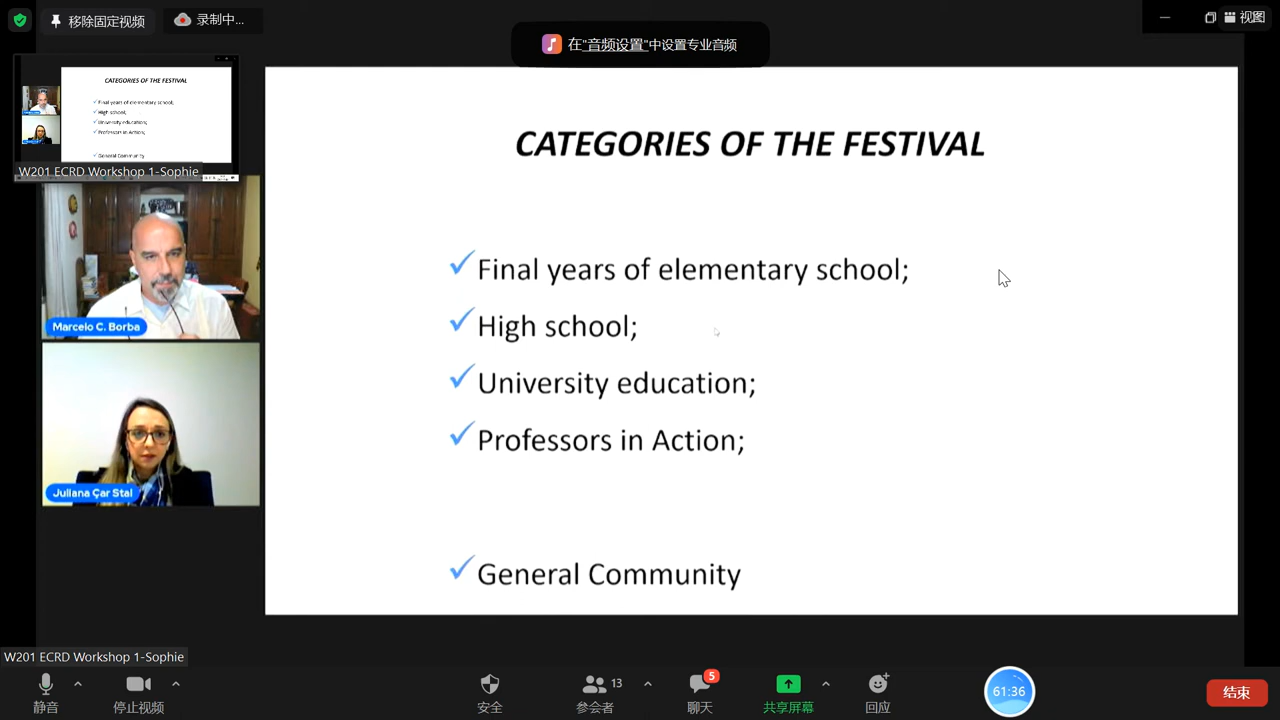 移除固定视频
录制中...
在“音频设置”中设置专业音频
视图
CATEGORIES OF THE FESTIVAL
Final years of elementary school;
High school;
University education;
Professors in Action;
General Community
W201 ECRD Workshop 1-Sophie
CATEGORIES OF THE FESTIVAL
Final years of elementary school;
High school;
University education;
Professors in Action;
General Community
Marcelo C. Borba
Juliana Çar Stal
W201 ECRD Workshop 1-Sophie
静音
停止视频
安全
13
参会者
5
聊天
共享屏幕
回应
61:36
结束